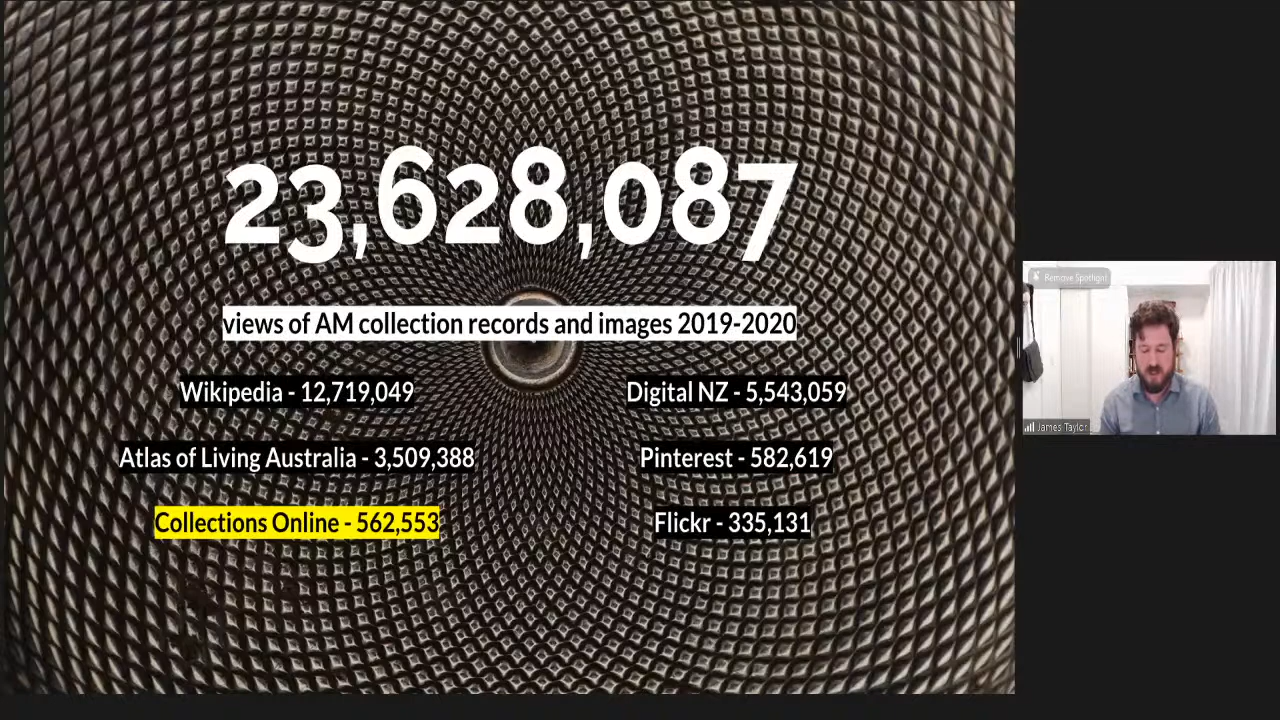 23,628,087
views of AM collection records and images 2019-2020
Wikipedia - 12,719,049
Digital NZ - 5,543,059
Atlas of Living Australia - 3,509,388
Pinterest - 582,619
Collections Online - 562,553
Flickr - 335,131
Remove Spotlight
James Taylor